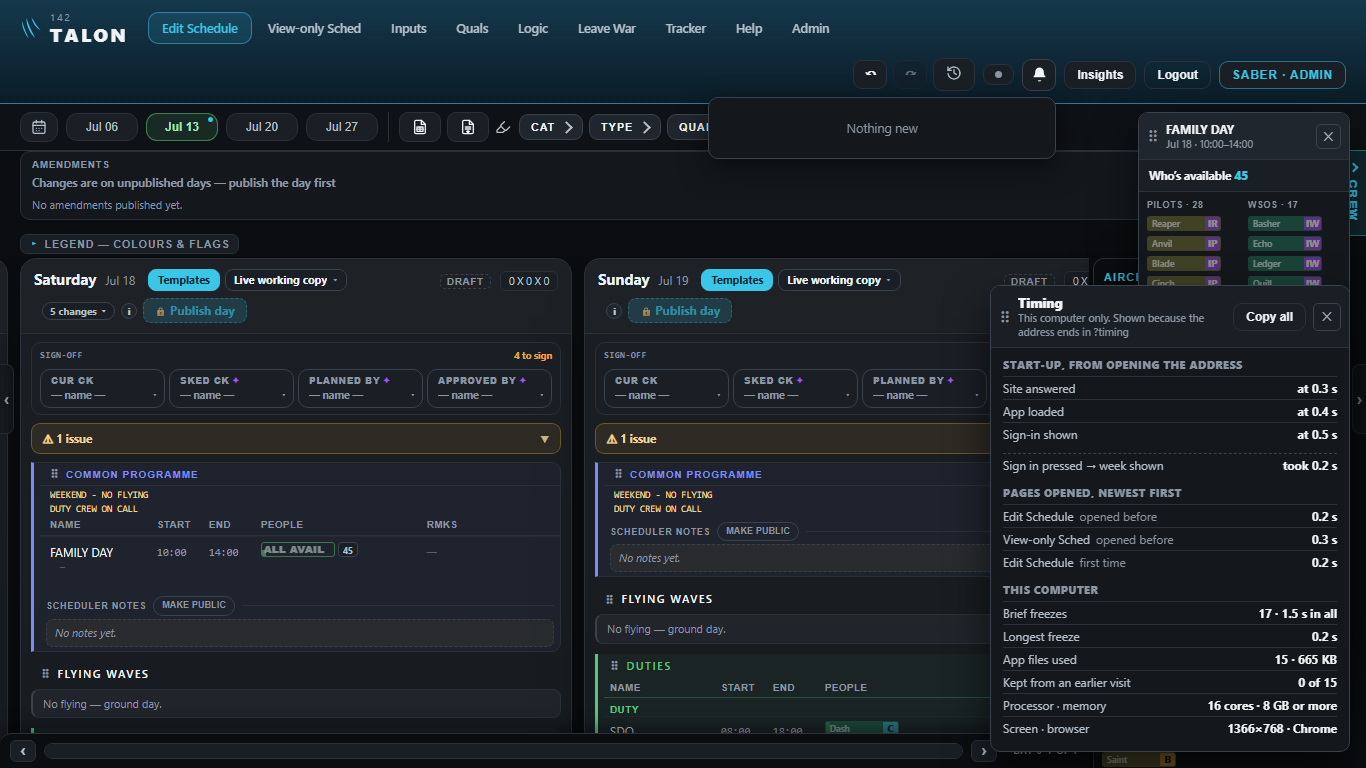 142
TALON
Edit Schedule
View-only Sched
Inputs
Quals
Logic
Leave War
Tracker
Help
Admin
Insights
Logout
SABER · ADMIN
Jul 06
Jul 13
Jul 20
Jul 27
CAT
TYPE
Nothing new
AMENDMENTS
Changes are on unpublished days — publish the day first
No amendments published yet.
LEGEND — COLOURS & FLAGS
FAMILY DAY
Jul 18 · 10:00–14:00
Who's available 45
PILOTS · 28
WSOS · 17
Reaper IR
Basher IW
Anvil IP
Echo IW
Blade IP
Ledger IW
Cinch IP
Quill IW
CREW
Saturday Jul 18
Templates
Live working copy
DRAFT
0X0X0
5 changes
i
Publish day
SIGN-OFF
4 to sign
CUR CK
— name —
SKED CK
— name —
PLANNED BY
— name —
APPROVED BY
— name —
1 issue
COMMON PROGRAMME
WEEKEND - NO FLYING
DUTY CREW ON CALL
NAME START END PEOPLE RMKS
FAMILY DAY 10:00 14:00 ALL AVAIL 45 —
–
SCHEDULER NOTES MAKE PUBLIC
No notes yet.
FLYING WAVES
No flying — ground day.
Sunday Jul 19
Templates
Live working copy
DRAFT
0X
i
Publish day
SIGN-OFF
CUR CK
— name —
SKED CK
— name —
PLANNED BY
— name —
1 issue
COMMON PROGRAMME
WEEKEND - NO FLYING
DUTY CREW ON CALL
SCHEDULER NOTES MAKE PUBLIC
No notes yet.
FLYING WAVES
No flying — ground day.
DUTIES
NAME START END PEOPLE
DUTY
SDO 08:00 18:00 Dash C
Timing
This computer only. Shown because the
address ends in ?timing
Copy all
START-UP, FROM OPENING THE ADDRESS
Site answered at 0.3 s
App loaded at 0.4 s
Sign-in shown at 0.5 s
Sign in pressed → week shown took 0.2 s
PAGES OPENED, NEWEST FIRST
Edit Schedule opened before 0.2 s
View-only Sched opened before 0.3 s
Edit Schedule first time 0.2 s
THIS COMPUTER
Brief freezes 17 · 1.5 s in all
Longest freeze 0.2 s
App files used 15 · 665 KB
Kept from an earlier visit 0 of 15
Processor · memory 16 cores · 8 GB or more
Screen · browser 1366×768 · Chrome
Saint B